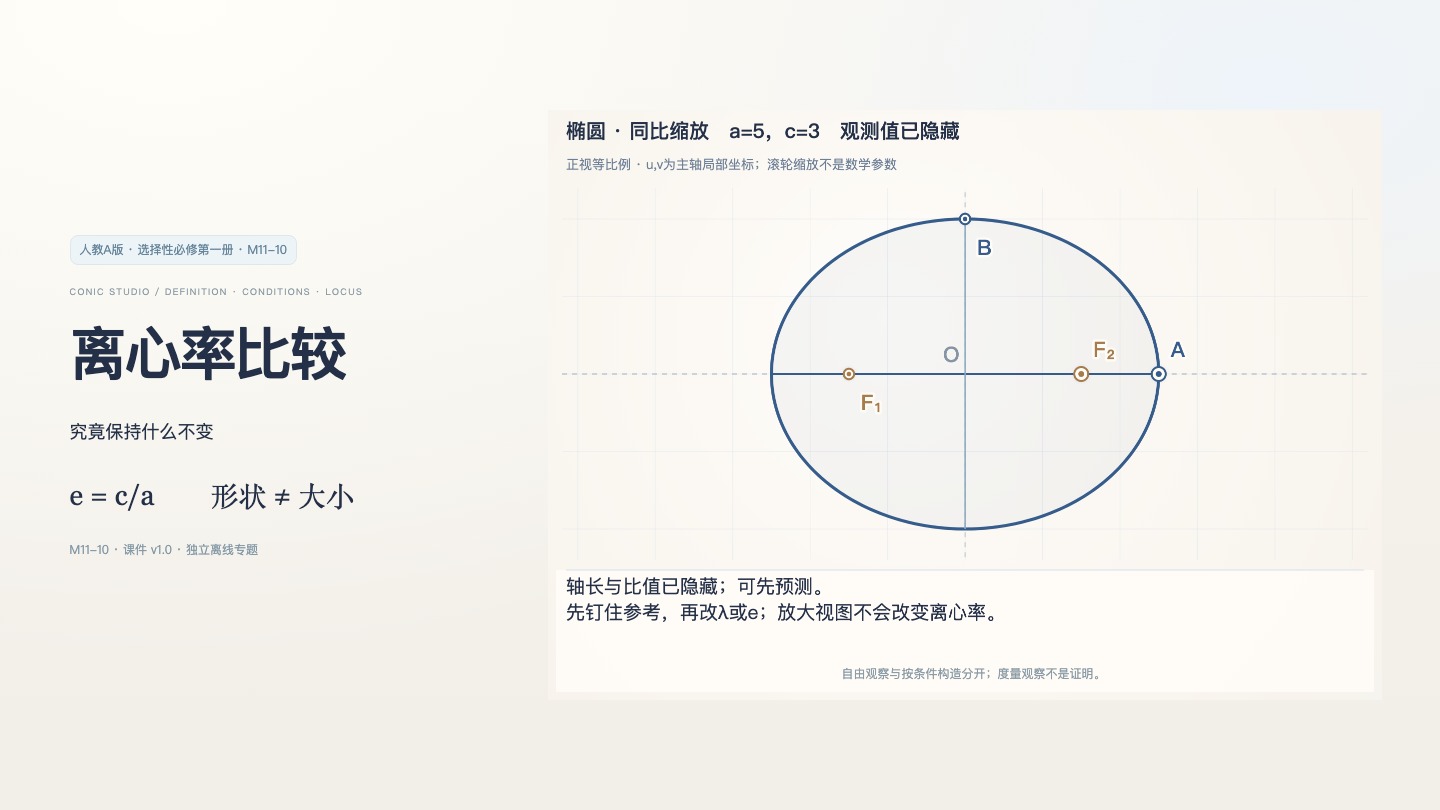 人教A版 · 选择性必修第一册 · M11–10
CONIC STUDIO / DEFINITION · CONDITIONS · LOCUS
离心率比较
究竟保持什么不变
e = c/a 形状 ≠ 大小
M11–10 · 课件 v1.0 · 独立离线专题
椭圆 · 同比缩放 a=5，c=3 观测值已隐藏
正视等比例 · u,v为主轴局部坐标；滚轮缩放不是数学参数
B
O
F₂
A
F₁
轴长与比值已隐藏；可先预测。
先钉住参考，再改λ或e；放大视图不会改变离心率。
自由观察与按条件构造分开；度量观察不是证明。